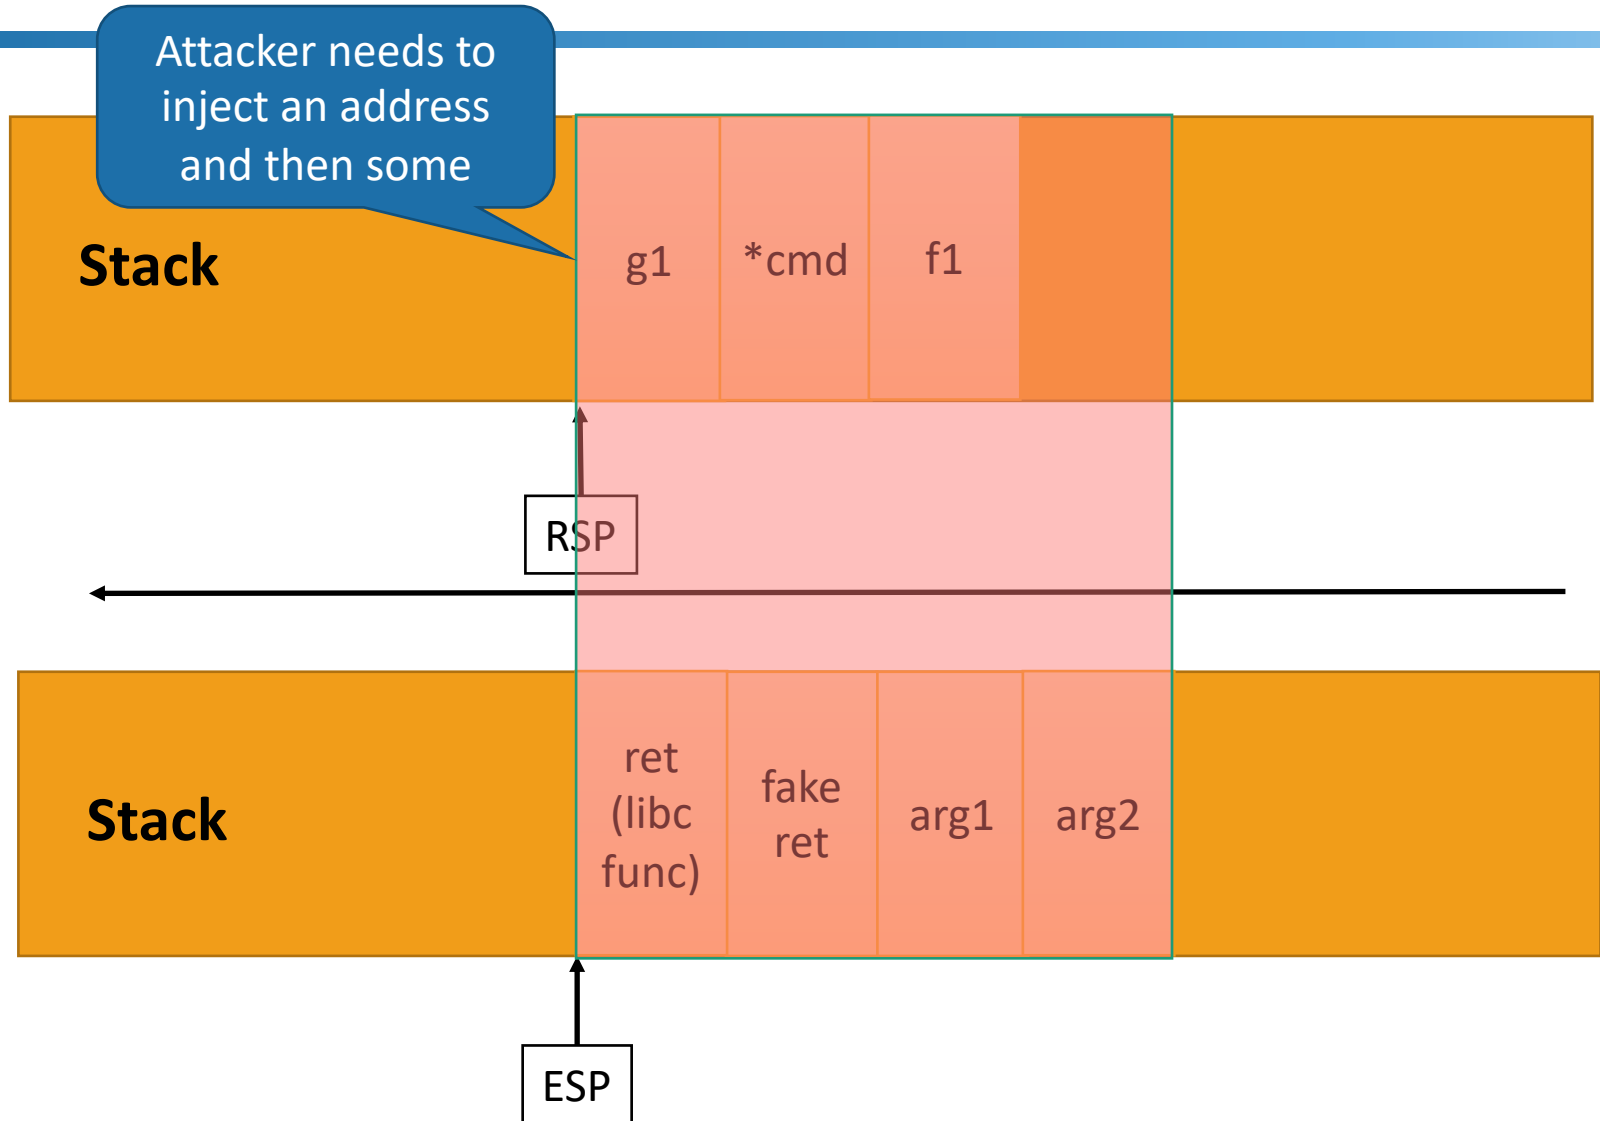 Attacker needs to
inject an address
and then some
Stack
g1
*cmd
f1
RSP
Stack
ret
(libc
func)
fake
ret
arg1
arg2
ESP